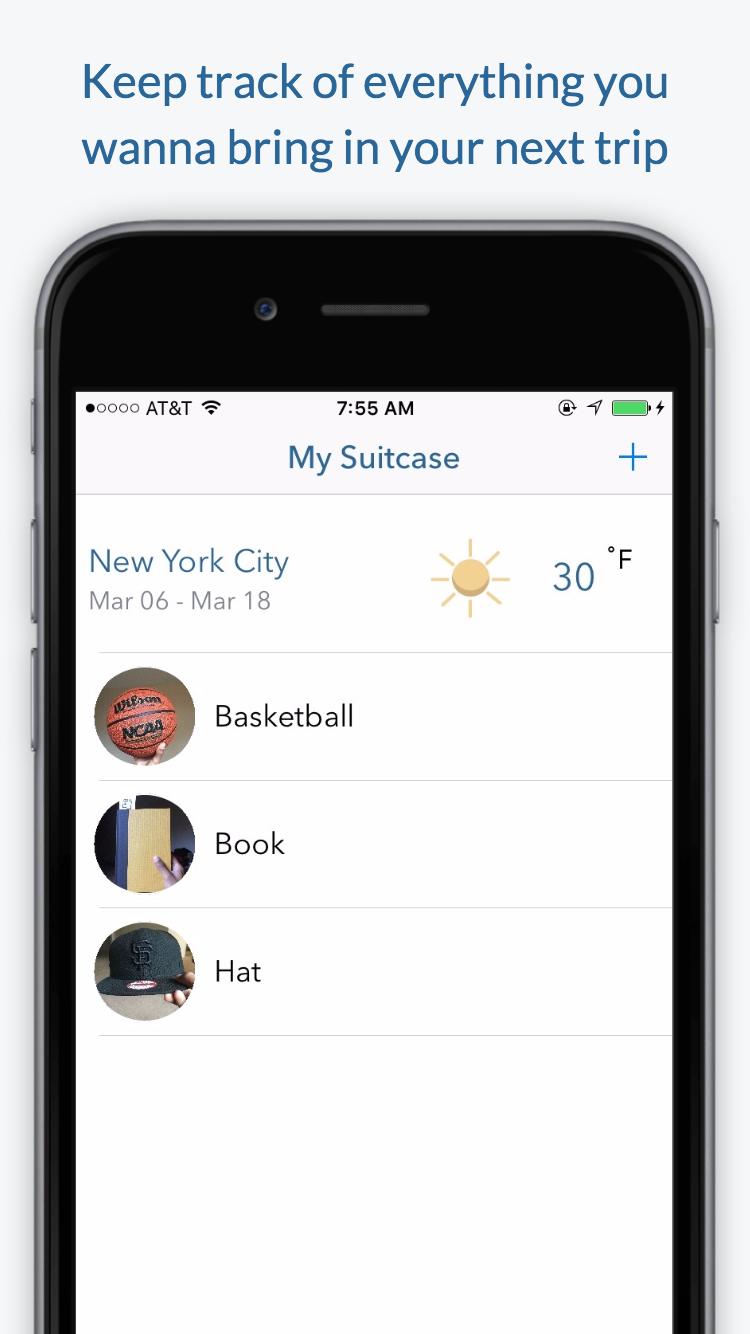 Keep track of everything you
wanna bring in your next trip
AT&T 7:55 AM
My Suitcase +
New York City
Mar 06 - Mar 18
30 °F
Wilson
NCAA
Basketball
Book
SF
Hat